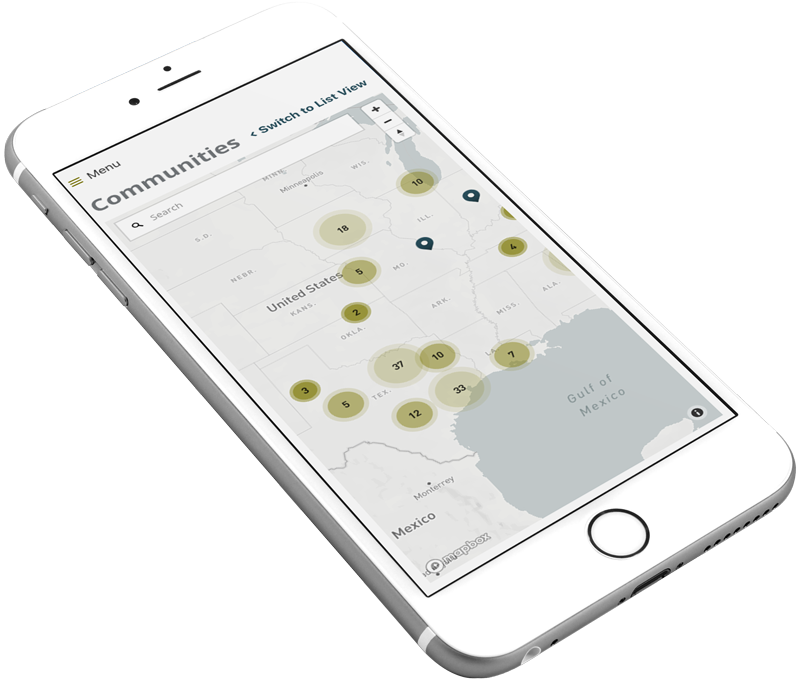 < Switch to List View
Menu
Communities
Search
MINN.
Minneapolis
WIS.
10
S.D.
18
ILL.
NEBR.
5
MO.
4
United States
KANS.
2
OKLA.
ARK.
MISS.
ALA.
37
10
LA.
7
3
5
TEX.
33
12
Gulf of
Mexico
Monterrey
Mexico
mapbox